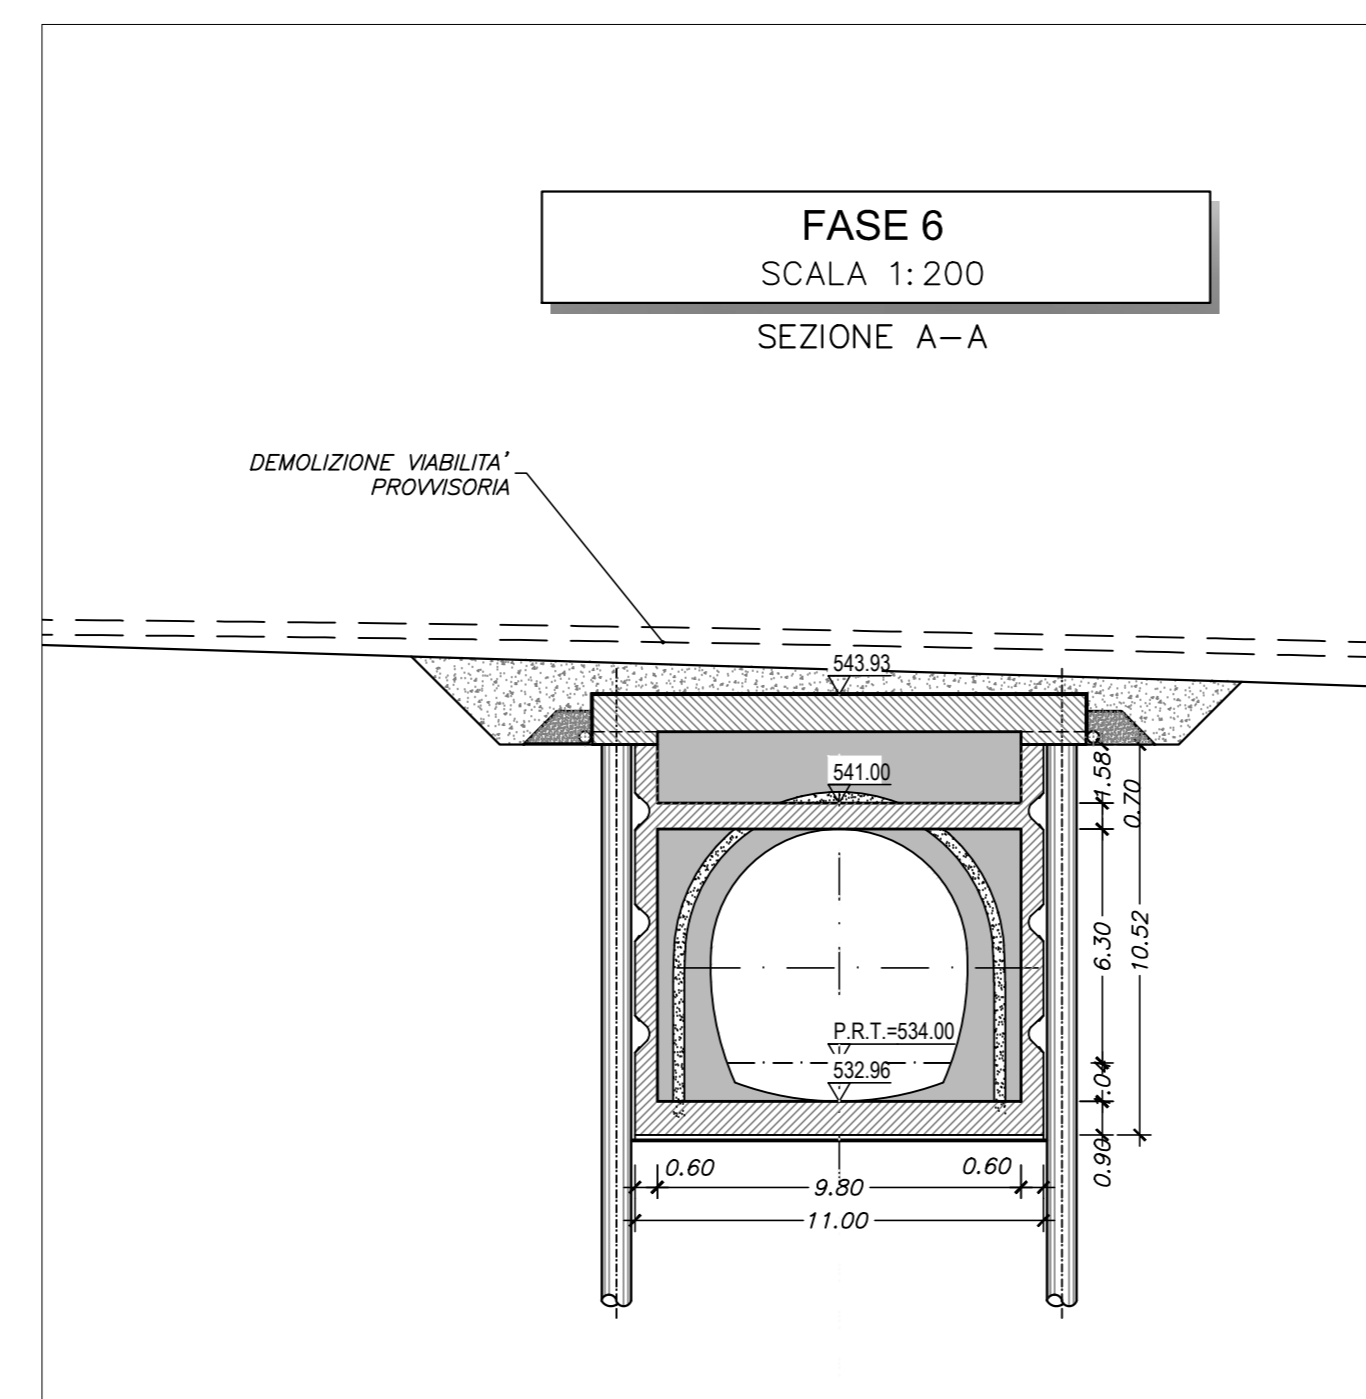 FASE 6
SCALA 1:200
SEZIONE A-A
DEMOLIZIONE VIABILITA'
PROVVISORIA
543.93
541.00
1.58
0.70
6.30
10.52
P.R.T.=534.00
532.96
0.90
0.60
0.60
9.80
11.00